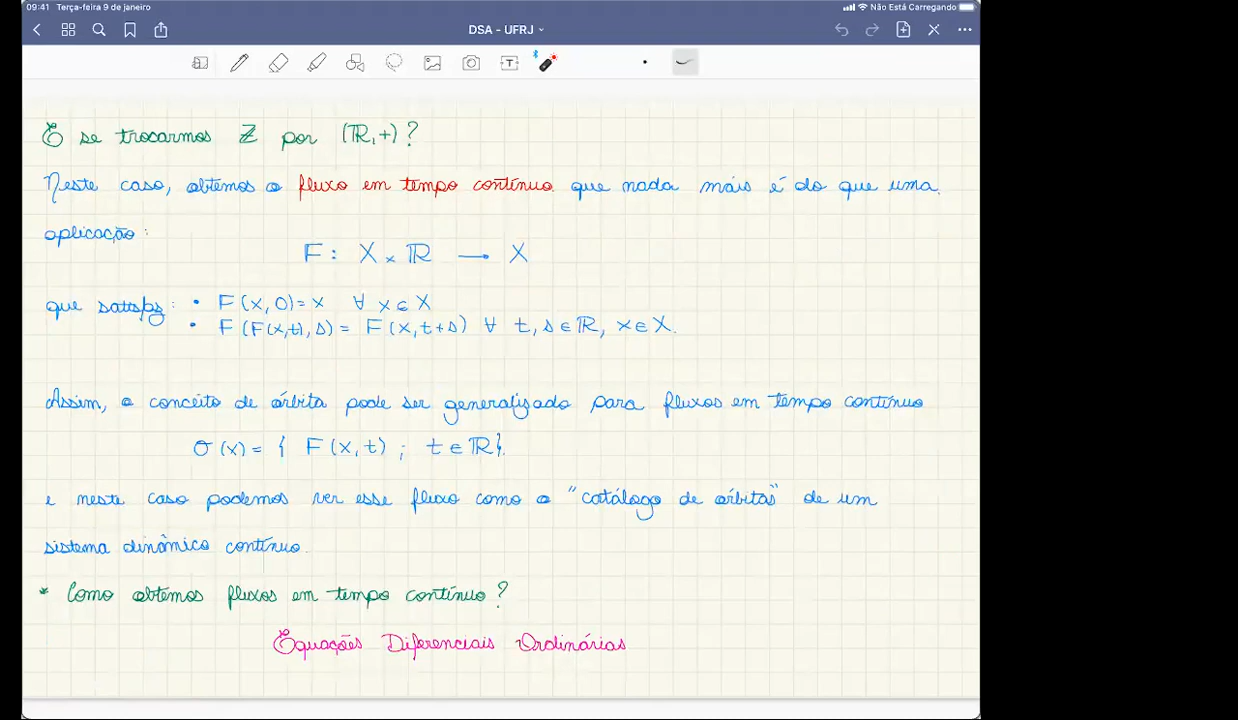 09:41 Terça-feira 9 de janeiro
Não Está Carregando
DSA - UFRJ
E se trocarmos ℤ por (ℝ,+)?
Neste caso, obtemos o fluxo em tempo contínuo que nada mais é do que uma
aplicação:
F: X × ℝ → X
que satisfaz: • F(x,0)=x ∀ x ∈ X
• F(F(x,t),s) = F(x,t+s) ∀ t,s ∈ ℝ, x ∈ X.
Assim, o conceito de órbita pode ser generalizado para fluxos em tempo contínuo
O(x) = { F(x,t) ; t ∈ ℝ}.
e neste caso podemos ver esse fluxo como o "catálogo de órbitas" de um
sistema dinâmico contínuo.
* Como obtemos fluxos em tempo contínuo?
Equações Diferenciais Ordinárias